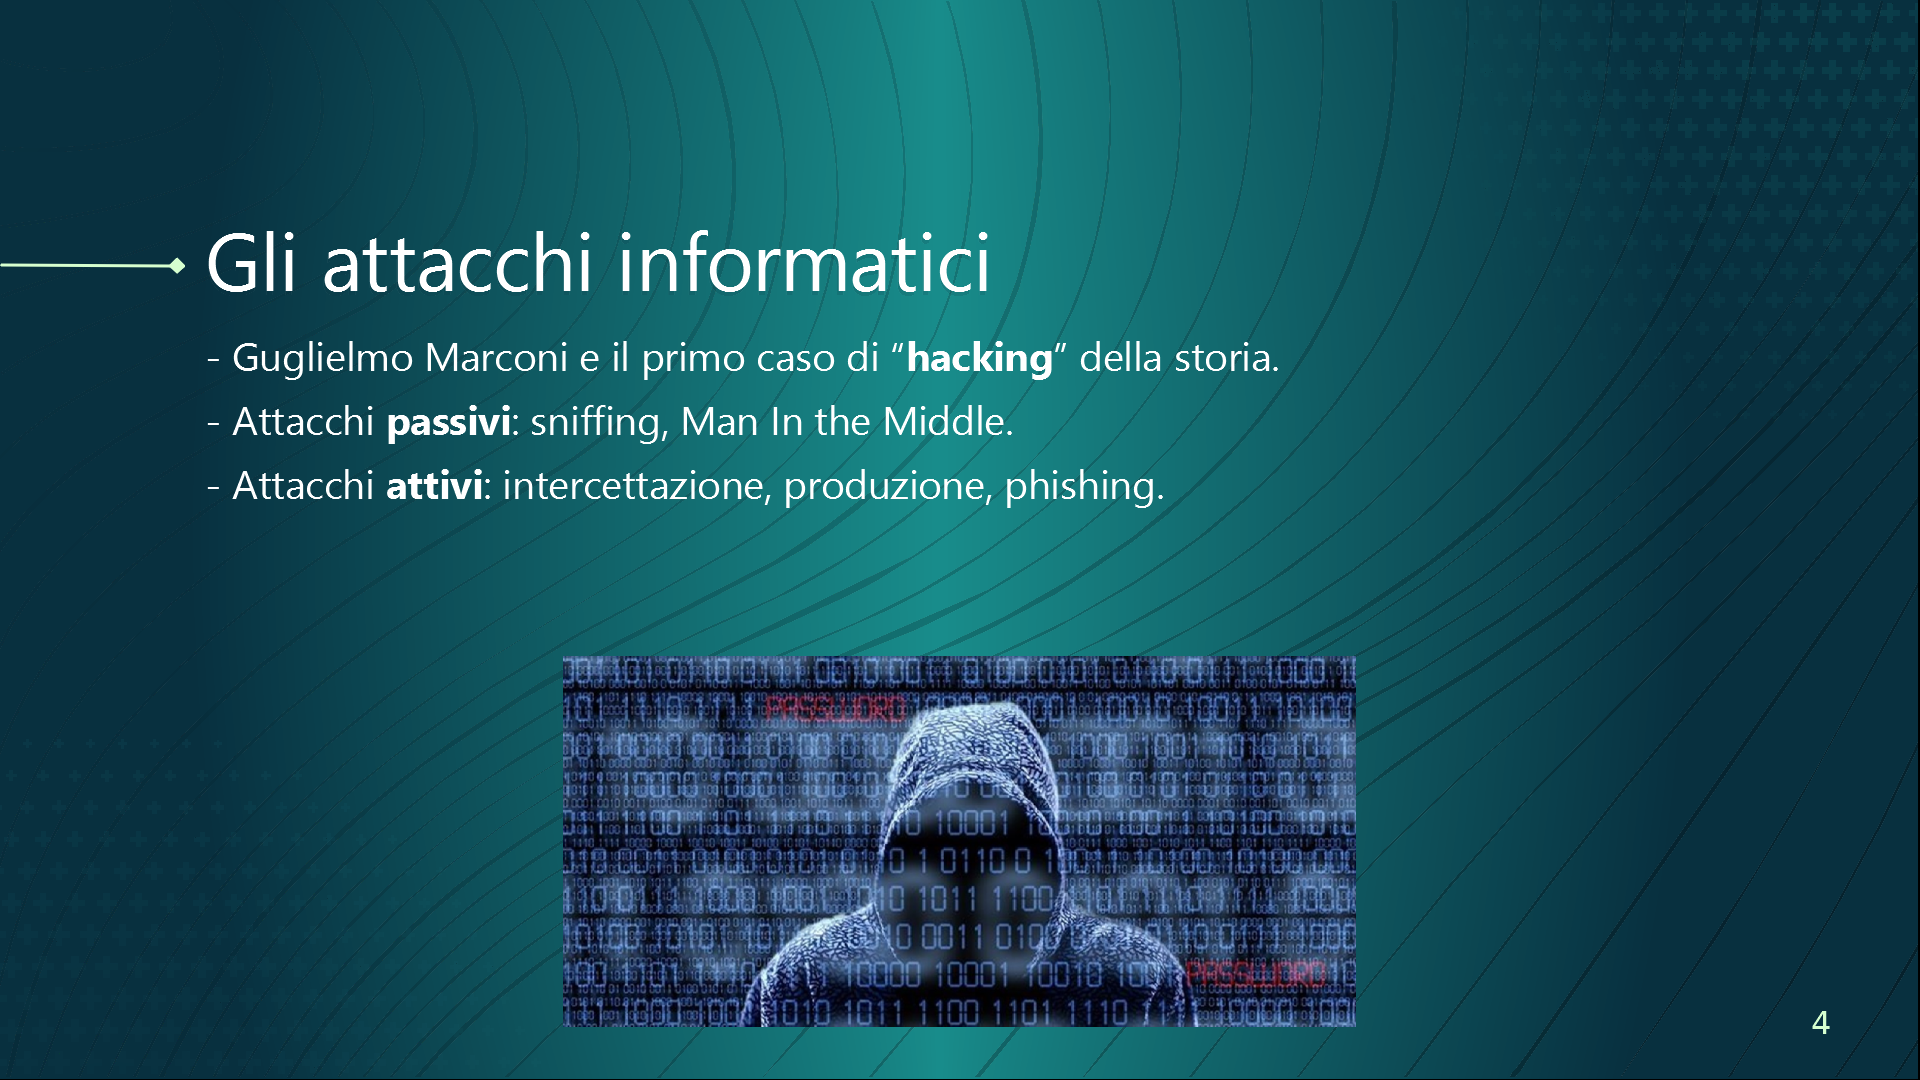 Gli attacchi informatici
- Guglielmo Marconi e il primo caso di “hacking” della storia.
- Attacchi passivi: sniffing, Man In the Middle.
- Attacchi attivi: intercettazione, produzione, phishing.
PASSWORD
PASSWORD
4